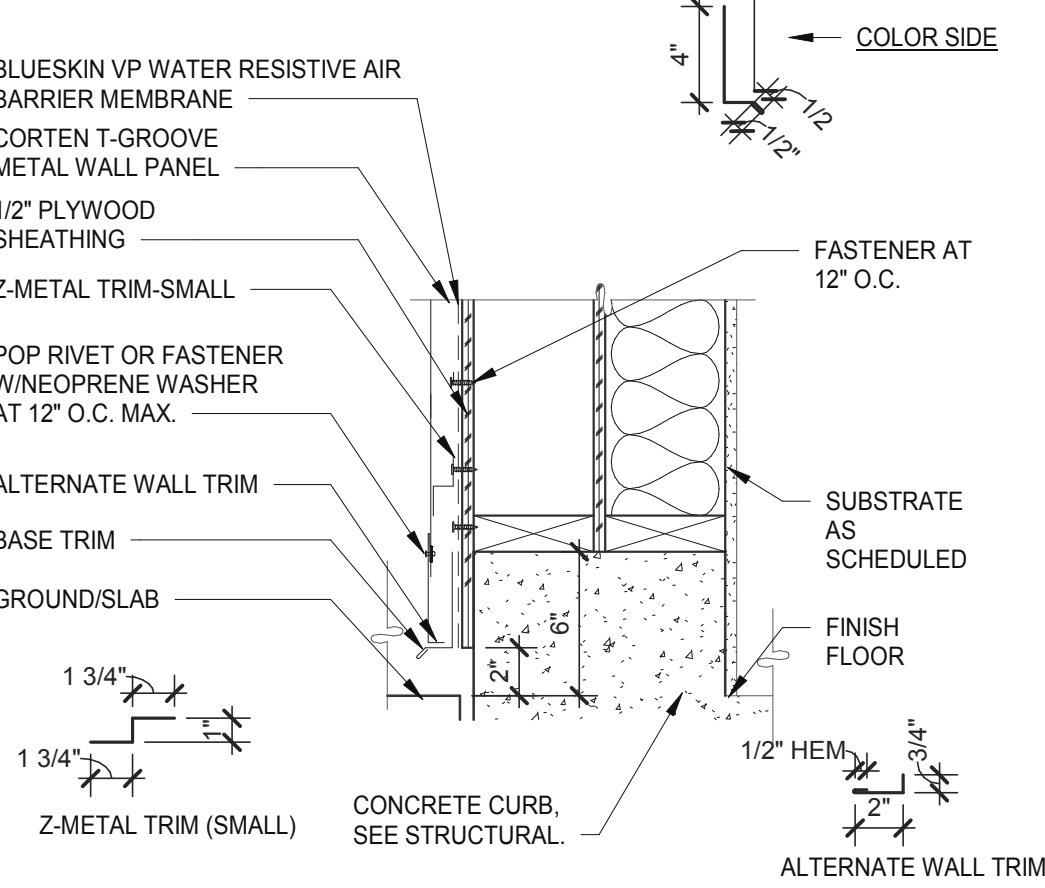 4"
COLOR SIDE
1/2
1/2"
BLUESKIN VP WATER RESISTIVE AIR
BARRIER MEMBRANE
CORTEN T-GROOVE
METAL WALL PANEL
1/2" PLYWOOD
SHEATHING
Z-METAL TRIM-SMALL
POP RIVET OR FASTENER
W/NEOPRENE WASHER
AT 12" O.C. MAX.
ALTERNATE WALL TRIM
BASE TRIM
GROUND/SLAB
FASTENER AT
12" O.C.
SUBSTRATE
AS
SCHEDULED
FINISH
FLOOR
6"
2"
1 3/4"
1"
1 3/4"
Z-METAL TRIM (SMALL)
CONCRETE CURB,
SEE STRUCTURAL.
1/2" HEM
3/4"
2"
ALTERNATE WALL TRIM